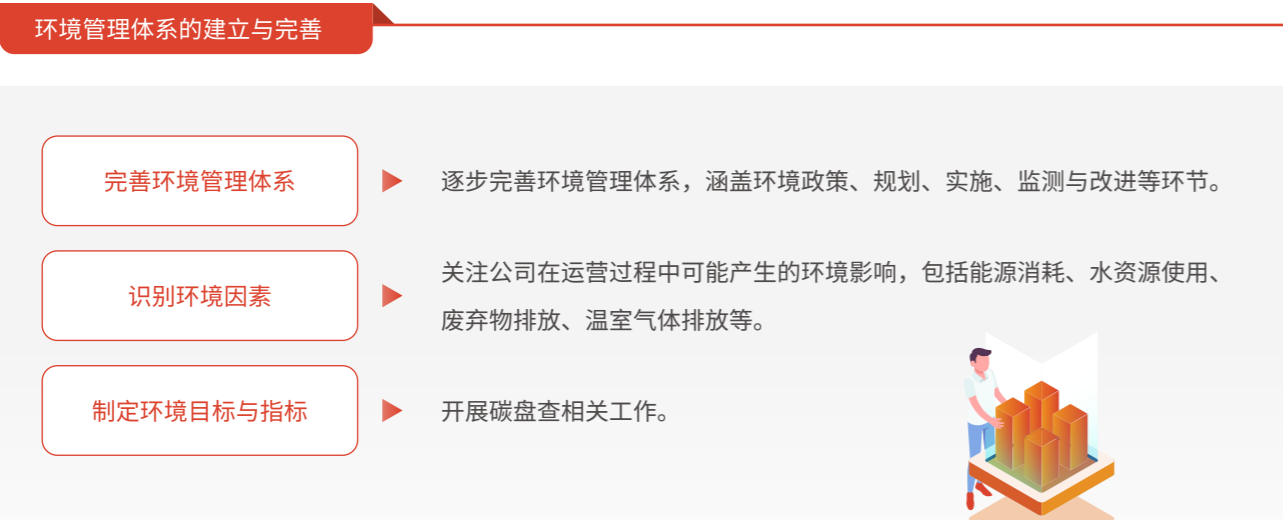 环境管理体系的建立与完善
完善环境管理体系
逐步完善环境管理体系，涵盖环境政策、规划、实施、监测与改进等环节。
识别环境因素
关注公司在运营过程中可能产生的环境影响，包括能源消耗、水资源使用、
废弃物排放、温室气体排放等。
制定环境目标与指标
开展碳盘查相关工作。